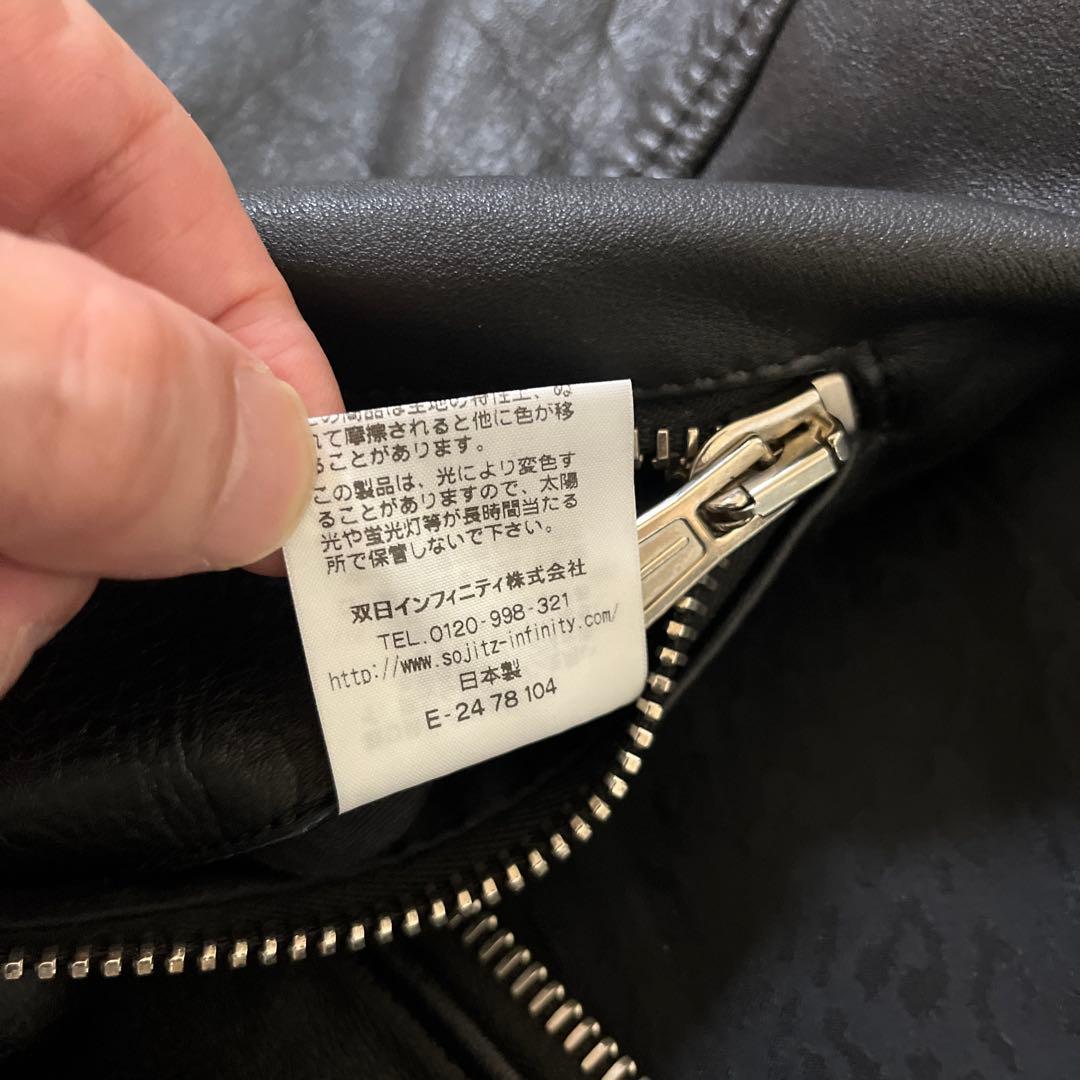 この商品は生地の特性上、ぬ
れて摩擦されると他に色が移
ることがあります。
この製品は、光により変色す
ることがありますので、太陽
光や蛍光灯等が長時間当たる
所で保管しないで下さい。
双日インフィニティ株式会社
TEL.0120-998-321
http://www.sojitz-infinity.com/
日本製
E-24 78 104